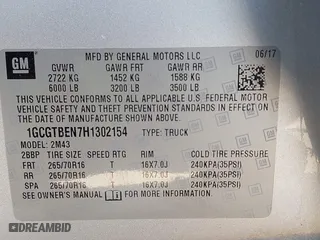 GM
MFD BY GENERAL MOTORS LLC
06/17
GVWR GAWR FRT GAWR RR
2722 KG 1452 KG 1588 KG
6000 LB 3200 LB 3500 LB
THIS VEHICLE CONFORMS TO ALL APPLICABLE U.S. FEDERAL MOTOR
VEHICLE SAFETY AND THEFT PREVENTION STANDARDS IN EFFECT ON
THE DATE OF MANUFACTURE SHOWN ABOVE.
1GCGTBEN7H1302154 TYPE: TRUCK
MODEL: 2M43
2BBP TIRE SIZE SPEED RTG RIM COLD TIRE PRESSURE
FRT 265/70R16 T 16X7.0J 240KPA(35PSI)
RR 265/70R16 T 16X7.0J 240KPA(35PSI)
SPA 265/70R16 T 16X7.0J 240KPA(35PSI)
SEE OWNER'S MANUAL FOR MORE INFORMATION.